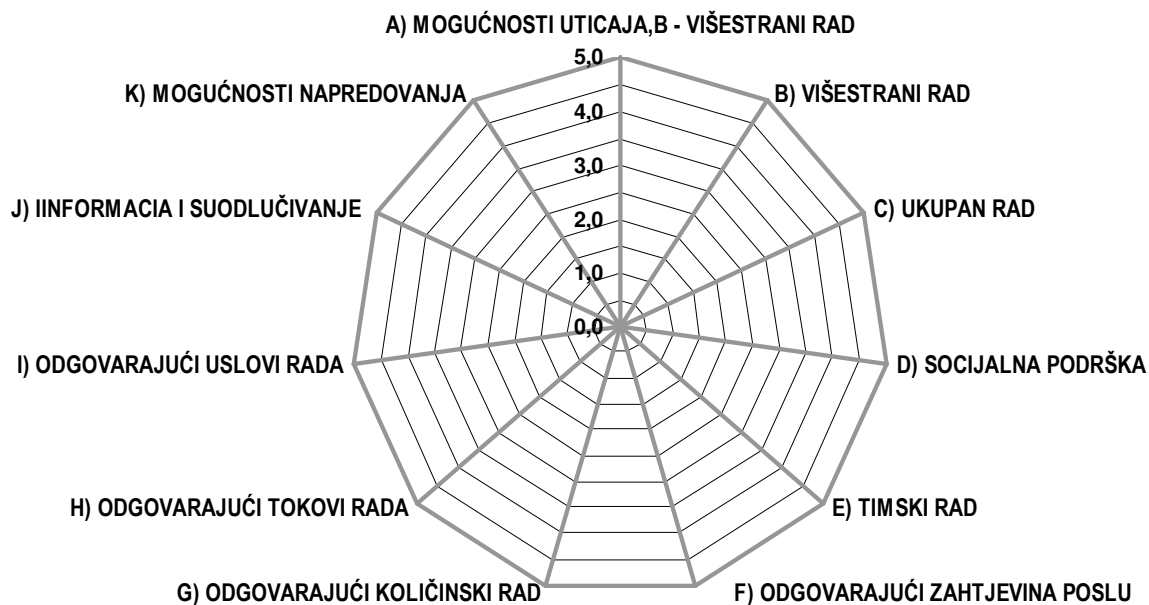 A) MOGUĆNOSTI UTICAJA,B - VIŠESTRANI RAD
5,0
K) MOGUĆNOSTI NAPREDOVANJA
B) VIŠESTRANI RAD
4,0
3,0
J) IINFORMACIA I SUODLUČIVANJE
C) UKUPAN RAD
2,0
1,0
0,0
I) ODGOVARAJUĆI USLOVI RADA
D) SOCIJALNA PODRŠKA
H) ODGOVARAJUĆI TOKOVI RADA
E) TIMSKI RAD
G) ODGOVARAJUĆI KOLIČINSKI RAD
F) ODGOVARAJUĆI ZAHTJEVINA POSLU